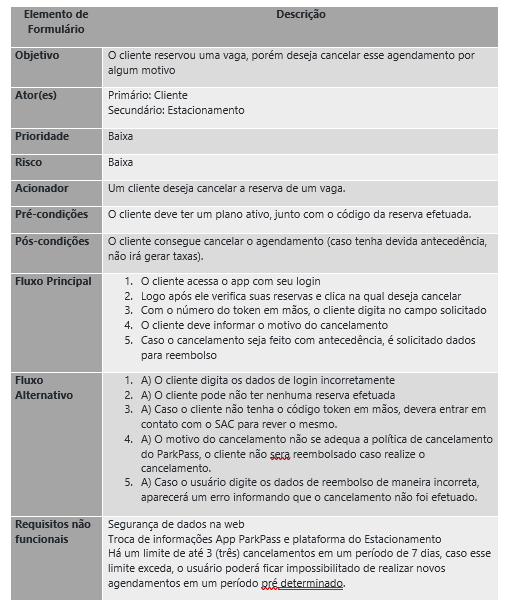 Elemento de
Formulário
Descrição
Objetivo
O cliente reservou uma vaga, porém deseja cancelar esse agendamento por
algum motivo
Ator(es)
Primário: Cliente
Secundário: Estacionamento
Prioridade
Baixa
Risco
Baixa
Acionador
Um cliente deseja cancelar a reserva de um vaga.
Pré-condições
O cliente deve ter um plano ativo, junto com o código da reserva efetuada.
Pós-condições
O cliente consegue cancelar o agendamento (caso tenha devida antecedência,
não irá gerar taxas).
Fluxo Principal
1. O cliente acessa o app com seu login
2. Logo após ele verifica suas reservas e clica na qual deseja cancelar
3. Com o número do token em mãos, o cliente digita no campo solicitado
4. O cliente deve informar o motivo do cancelamento
5. Caso o cancelamento seja feito com antecedência, é solicitado dados
para reembolso
Fluxo
Alternativo
1. A) O cliente digita os dados de login incorretamente
2. A) O cliente pode não ter nenhuma reserva efetuada
3. A) Caso o cliente não tenha o código token em mãos, devera entrar em
contato com o SAC para rever o mesmo.
4. A) O motivo do cancelamento não se adequa a política de cancelamento
do ParkPass, o cliente não sera reembolsado caso realize o
cancelamento.
5. A) Caso o usuário digite os dados de reembolso de maneira incorreta,
aparecerá um erro informando que o cancelamento não foi efetuado.
Requisitos não
funcionais
Segurança de dados na web
Troca de informações App ParkPass e plataforma do Estacionamento
Há um limite de até 3 (três) cancelamentos em um período de 7 dias, caso esse
limite exceda, o usuário poderá ficar impossibilitado de realizar novos
agendamentos em um período pré determinado.